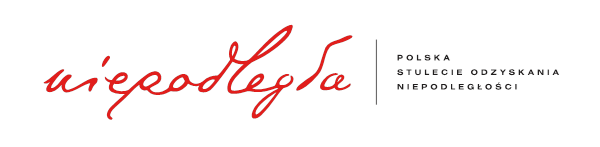 niepodległa
POLSKA
STULECIE ODZYSKANIA
NIEPODLEGŁOŚCI